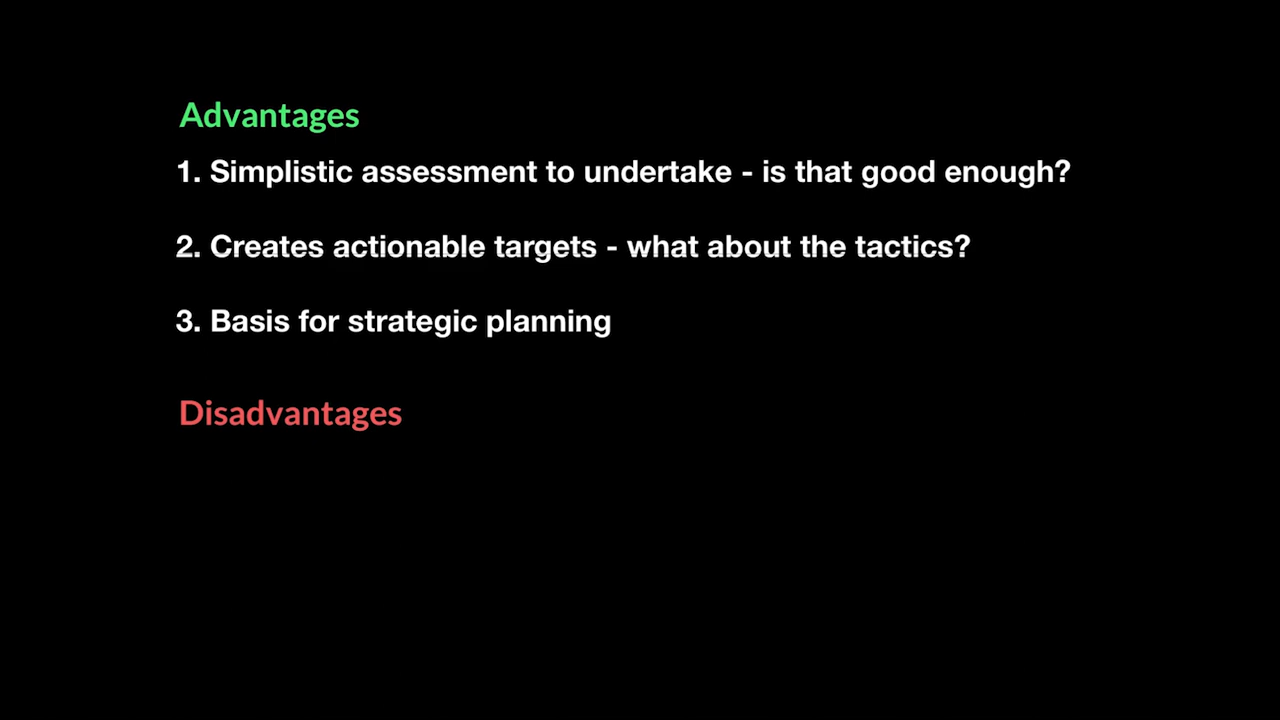 Advantages
1. Simplistic assessment to undertake - is that good enough?
2. Creates actionable targets - what about the tactics?
3. Basis for strategic planning
Disadvantages